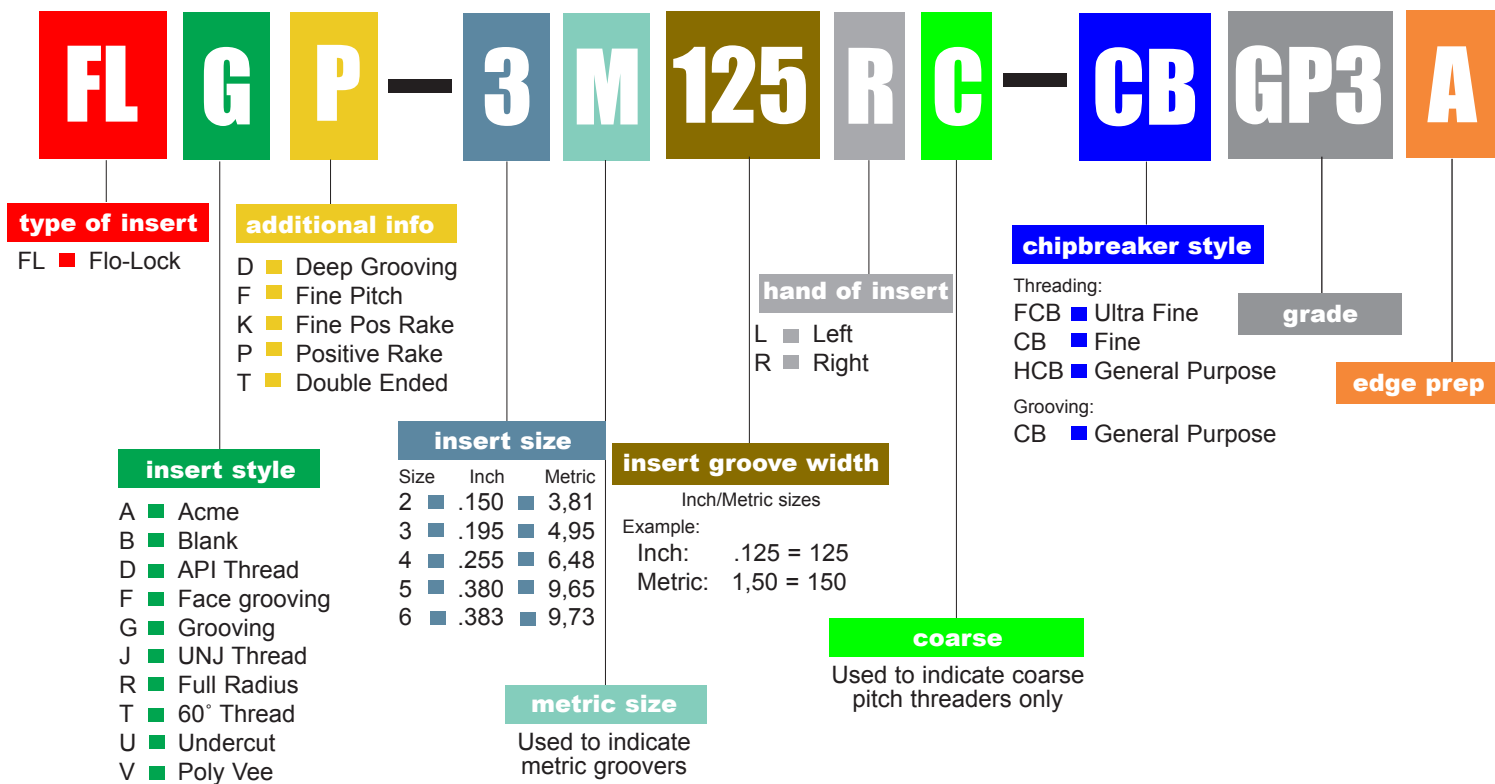 FL G P - 3 M 125 R C - CB GP3 A
type of insert
FL Flo-Lock
additional info
D Deep Grooving
F Fine Pitch
K Fine Pos Rake
P Positive Rake
T Double Ended
hand of insert
L Left
R Right
chipbreaker style
Threading:
FCB Ultra Fine
CB Fine
HCB General Purpose
Grooving:
CB General Purpose
grade
edge prep
insert style
A Acme
B Blank
D API Thread
F Face grooving
G Grooving
J UNJ Thread
R Full Radius
T 60° Thread
U Undercut
V Poly Vee
insert size
Size Inch Metric
2 .150 3,81
3 .195 4,95
4 .255 6,48
5 .380 9,65
6 .383 9,73
insert groove width
Inch/Metric sizes
Example:
Inch: .125 = 125
Metric: 1,50 = 150
metric size
Used to indicate
metric groovers
coarse
Used to indicate coarse
pitch threaders only